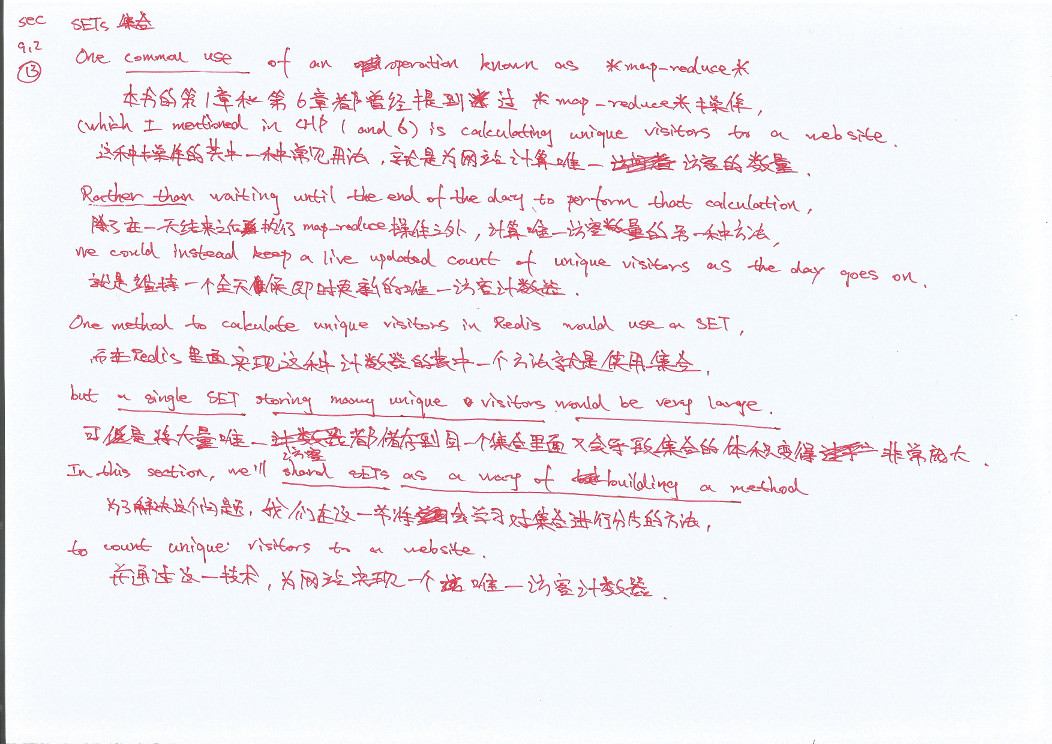 sec SETs 集合
9.2
⑬ One common use of an operation known as *map-reduce*
本书的第1章和第6章都曾经提到过 *map-reduce*操作,
(which I mentioned in CHP 1 and 6) is calculating unique visitors to a website.
这种操作的其中一种常见用法, 就是为网站计算唯一访客的数量.
Rather than waiting until the end of the day to perform that calculation,
除了在一天结束之后再执行map-reduce操作之外, 计算唯一访客数量的另一种方法,
we could instead keep a live updated count of unique visitors as the day goes on.
就是维持一个全天候即时更新的唯一访客计数器.
One method to calculate unique visitors in Redis would use a SET,
而在Redis里面实现这种计数器的其中一个方法就是使用集合,
but a single SET storing many unique visitors would be very large.
可但是将大量唯一访客都储存到同一个集合里面又会导致集合的体积变得非常庞大.
In this section, we'll shard SETs as a way of building a method
为了解决这个问题, 我们在这一节将会学习对集合进行分片的方法,
to count unique visitors to a website.
并通过这一技术, 为网站实现一个唯一访客计数器.